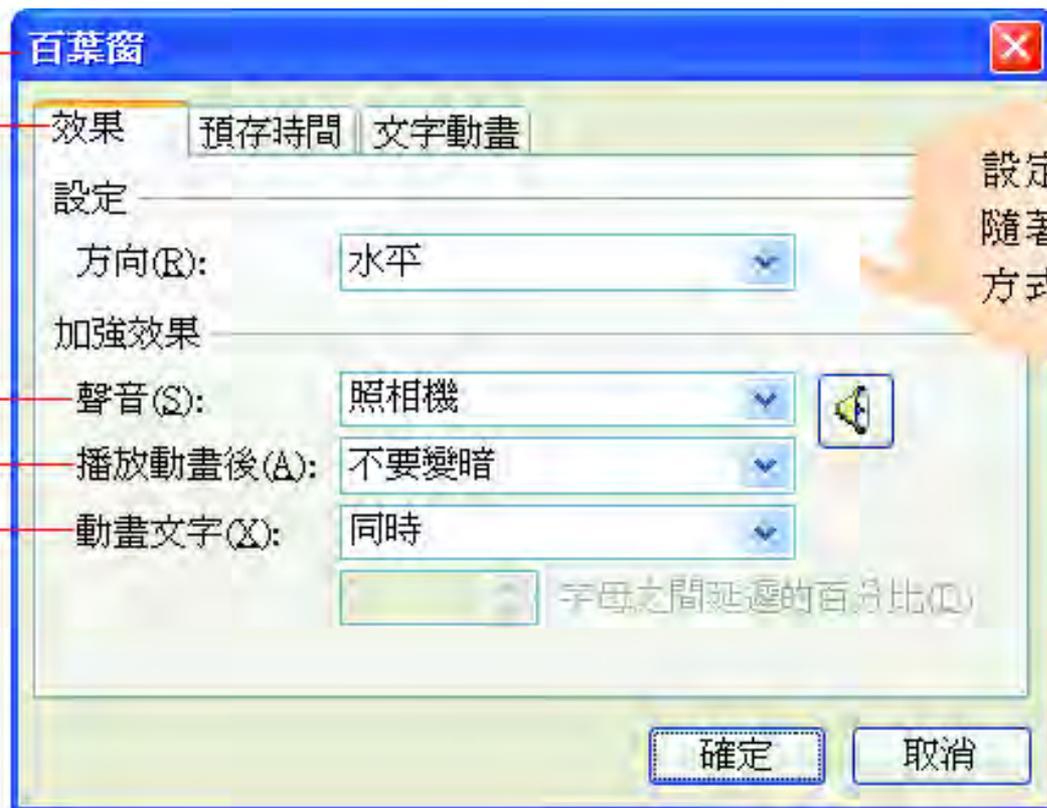 百葉窗
效果 預存時間 文字動畫
設定
方向(R): 水平
加強效果
聲音(S): 照相機
播放動畫後(A): 不要變暗
動畫文字(X): 同時
字母之間延遲的百分比(D)
確定 取消
設定
隨著
方式